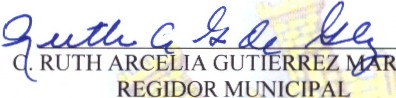 C. RUTH ARCELIA GUTIERREZ MAR
REGIDOR MUNICIPAL